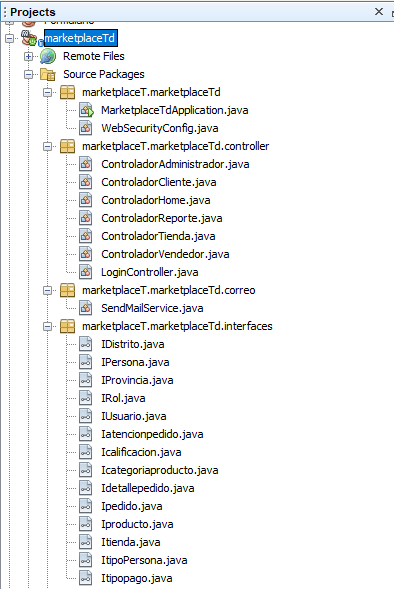 Projects
Formulario
marketplaceTd
Remote Files
Source Packages
marketplaceT.marketplaceTd
MarketplaceTdApplication.java
WebSecurityConfig.java
marketplaceT.marketplaceTd.controller
ControladorAdministrador.java
ControladorCliente.java
ControladorHome.java
ControladorReporte.java
ControladorTienda.java
ControladorVendedor.java
LoginController.java
marketplaceT.marketplaceTd.correo
SendMailService.java
marketplaceT.marketplaceTd.interfaces
IDistrito.java
IPersona.java
IProvincia.java
IRol.java
IUsuario.java
Iatencionpedido.java
Icalificacion.java
Icategoriaproducto.java
Idetallepedido.java
Ipedido.java
Iproducto.java
Itienda.java
ItipoPersona.java
Itipopago.java